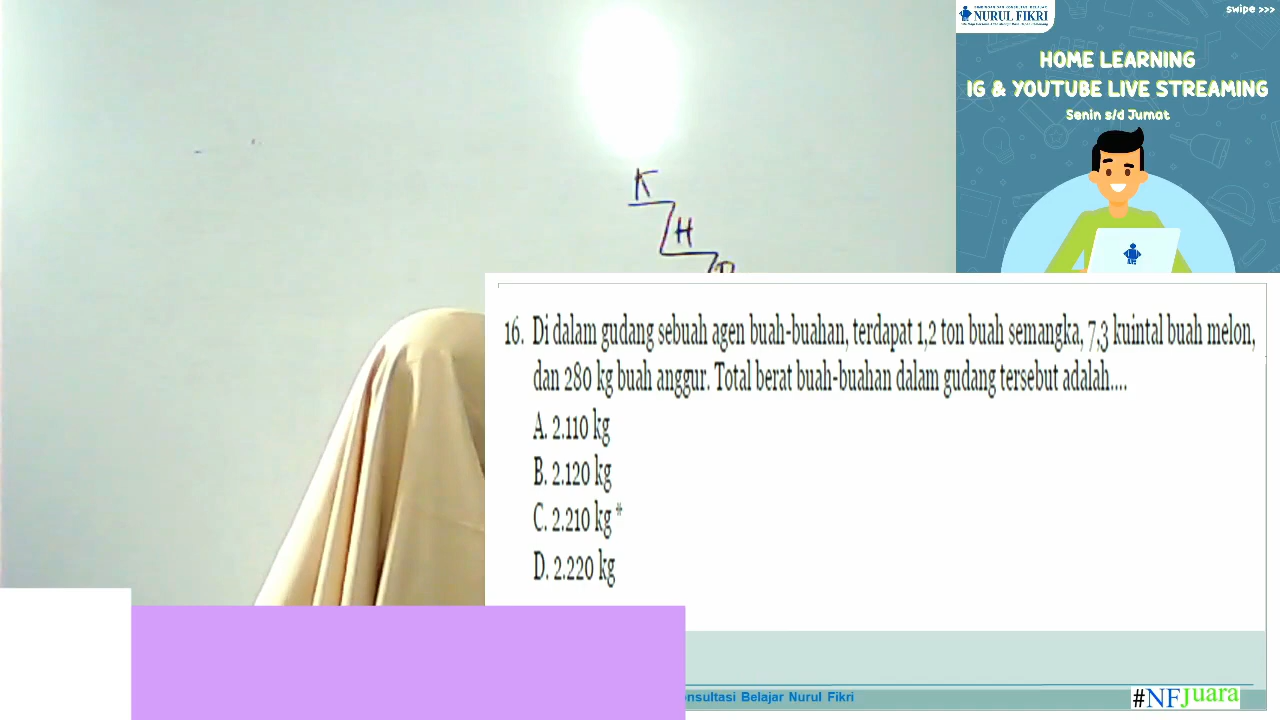 NURUL FIKRI
swipe >>>
HOME LEARNING
IG & YOUTUBE LIVE STREAMING
Senin s/d Jumat
K
H
D
16. Di dalam gudang sebuah agen buah-buahan, terdapat 1,2 ton buah semangka, 7,3 kuintal buah melon,
dan 280 kg buah anggur. Total berat buah-buahan dalam gudang tersebut adalah....
A. 2.110 kg
B. 2.120 kg
C. 2.210 kg *
D. 2.220 kg
Belajar Nurul Fikri
#NFJuara